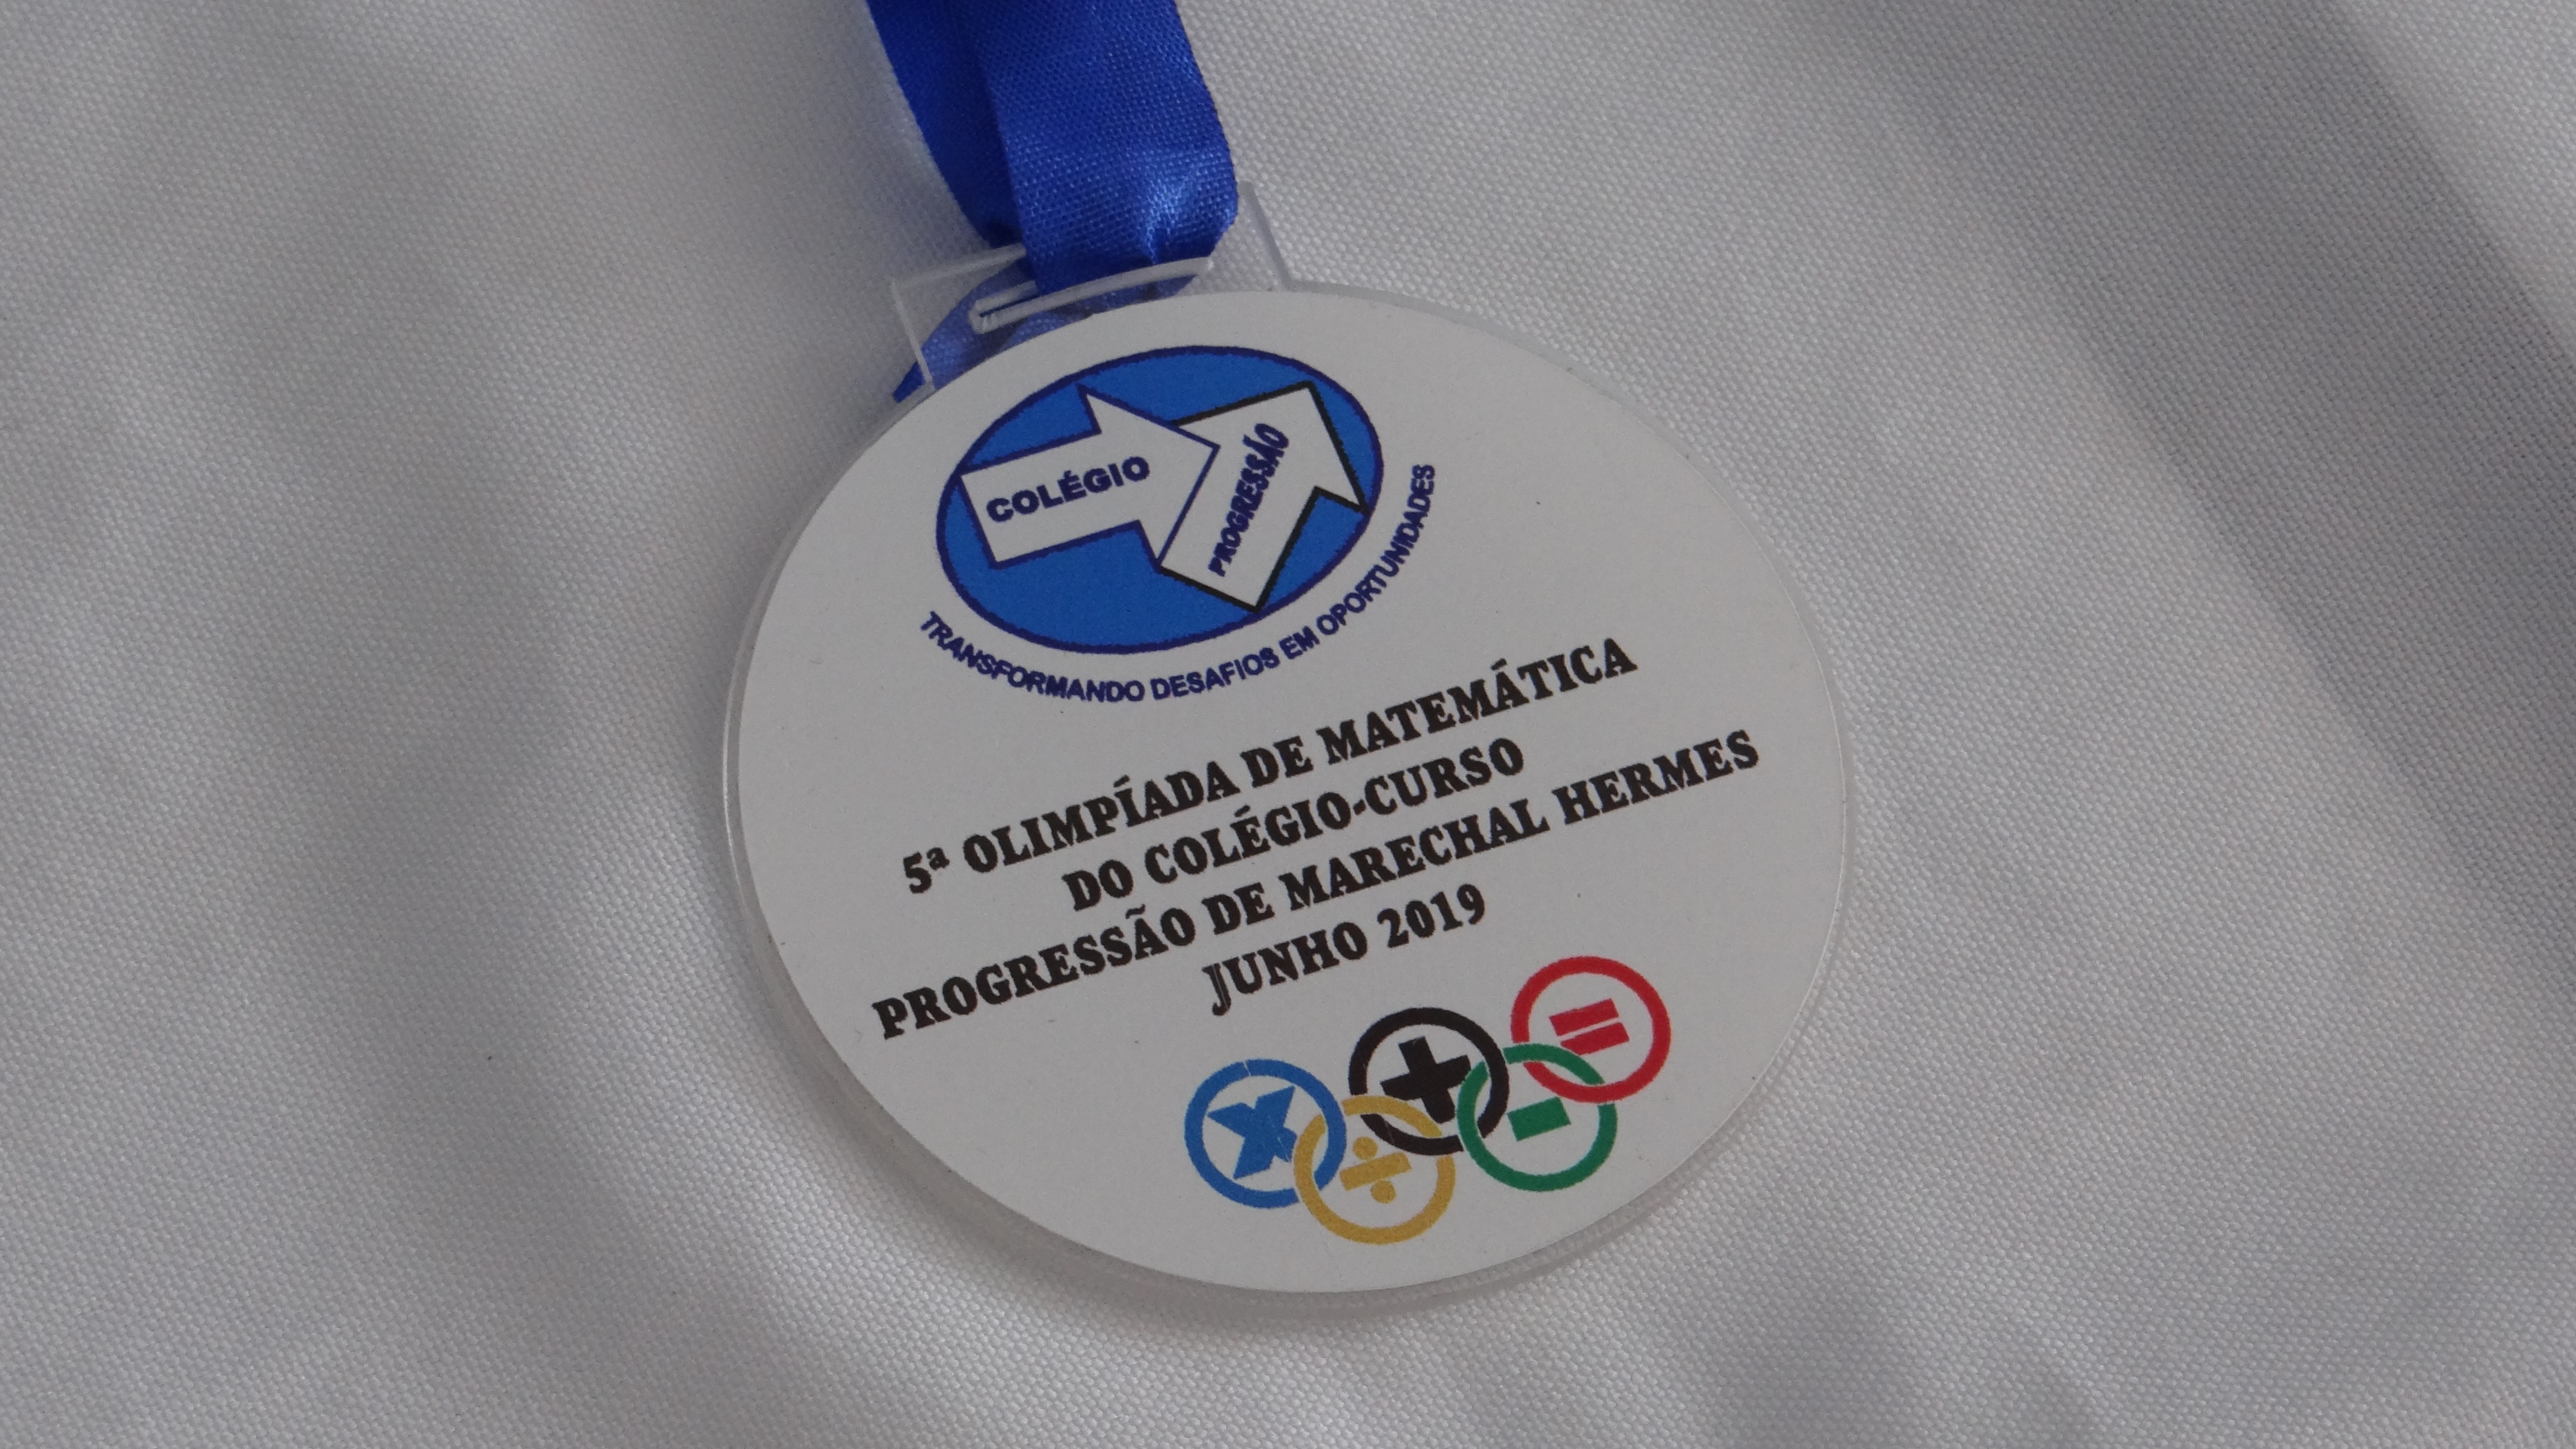 COLÉGIO
PROGRESSÃO
TRANSFORMANDO DESAFIOS EM OPORTUNIDADES
5ª OLIMPÍADA DE MATEMÁTICA
DO COLÉGIO-CURSO
PROGRESSÃO DE MARECHAL HERMES
JUNHO 2019
X + =
÷ -